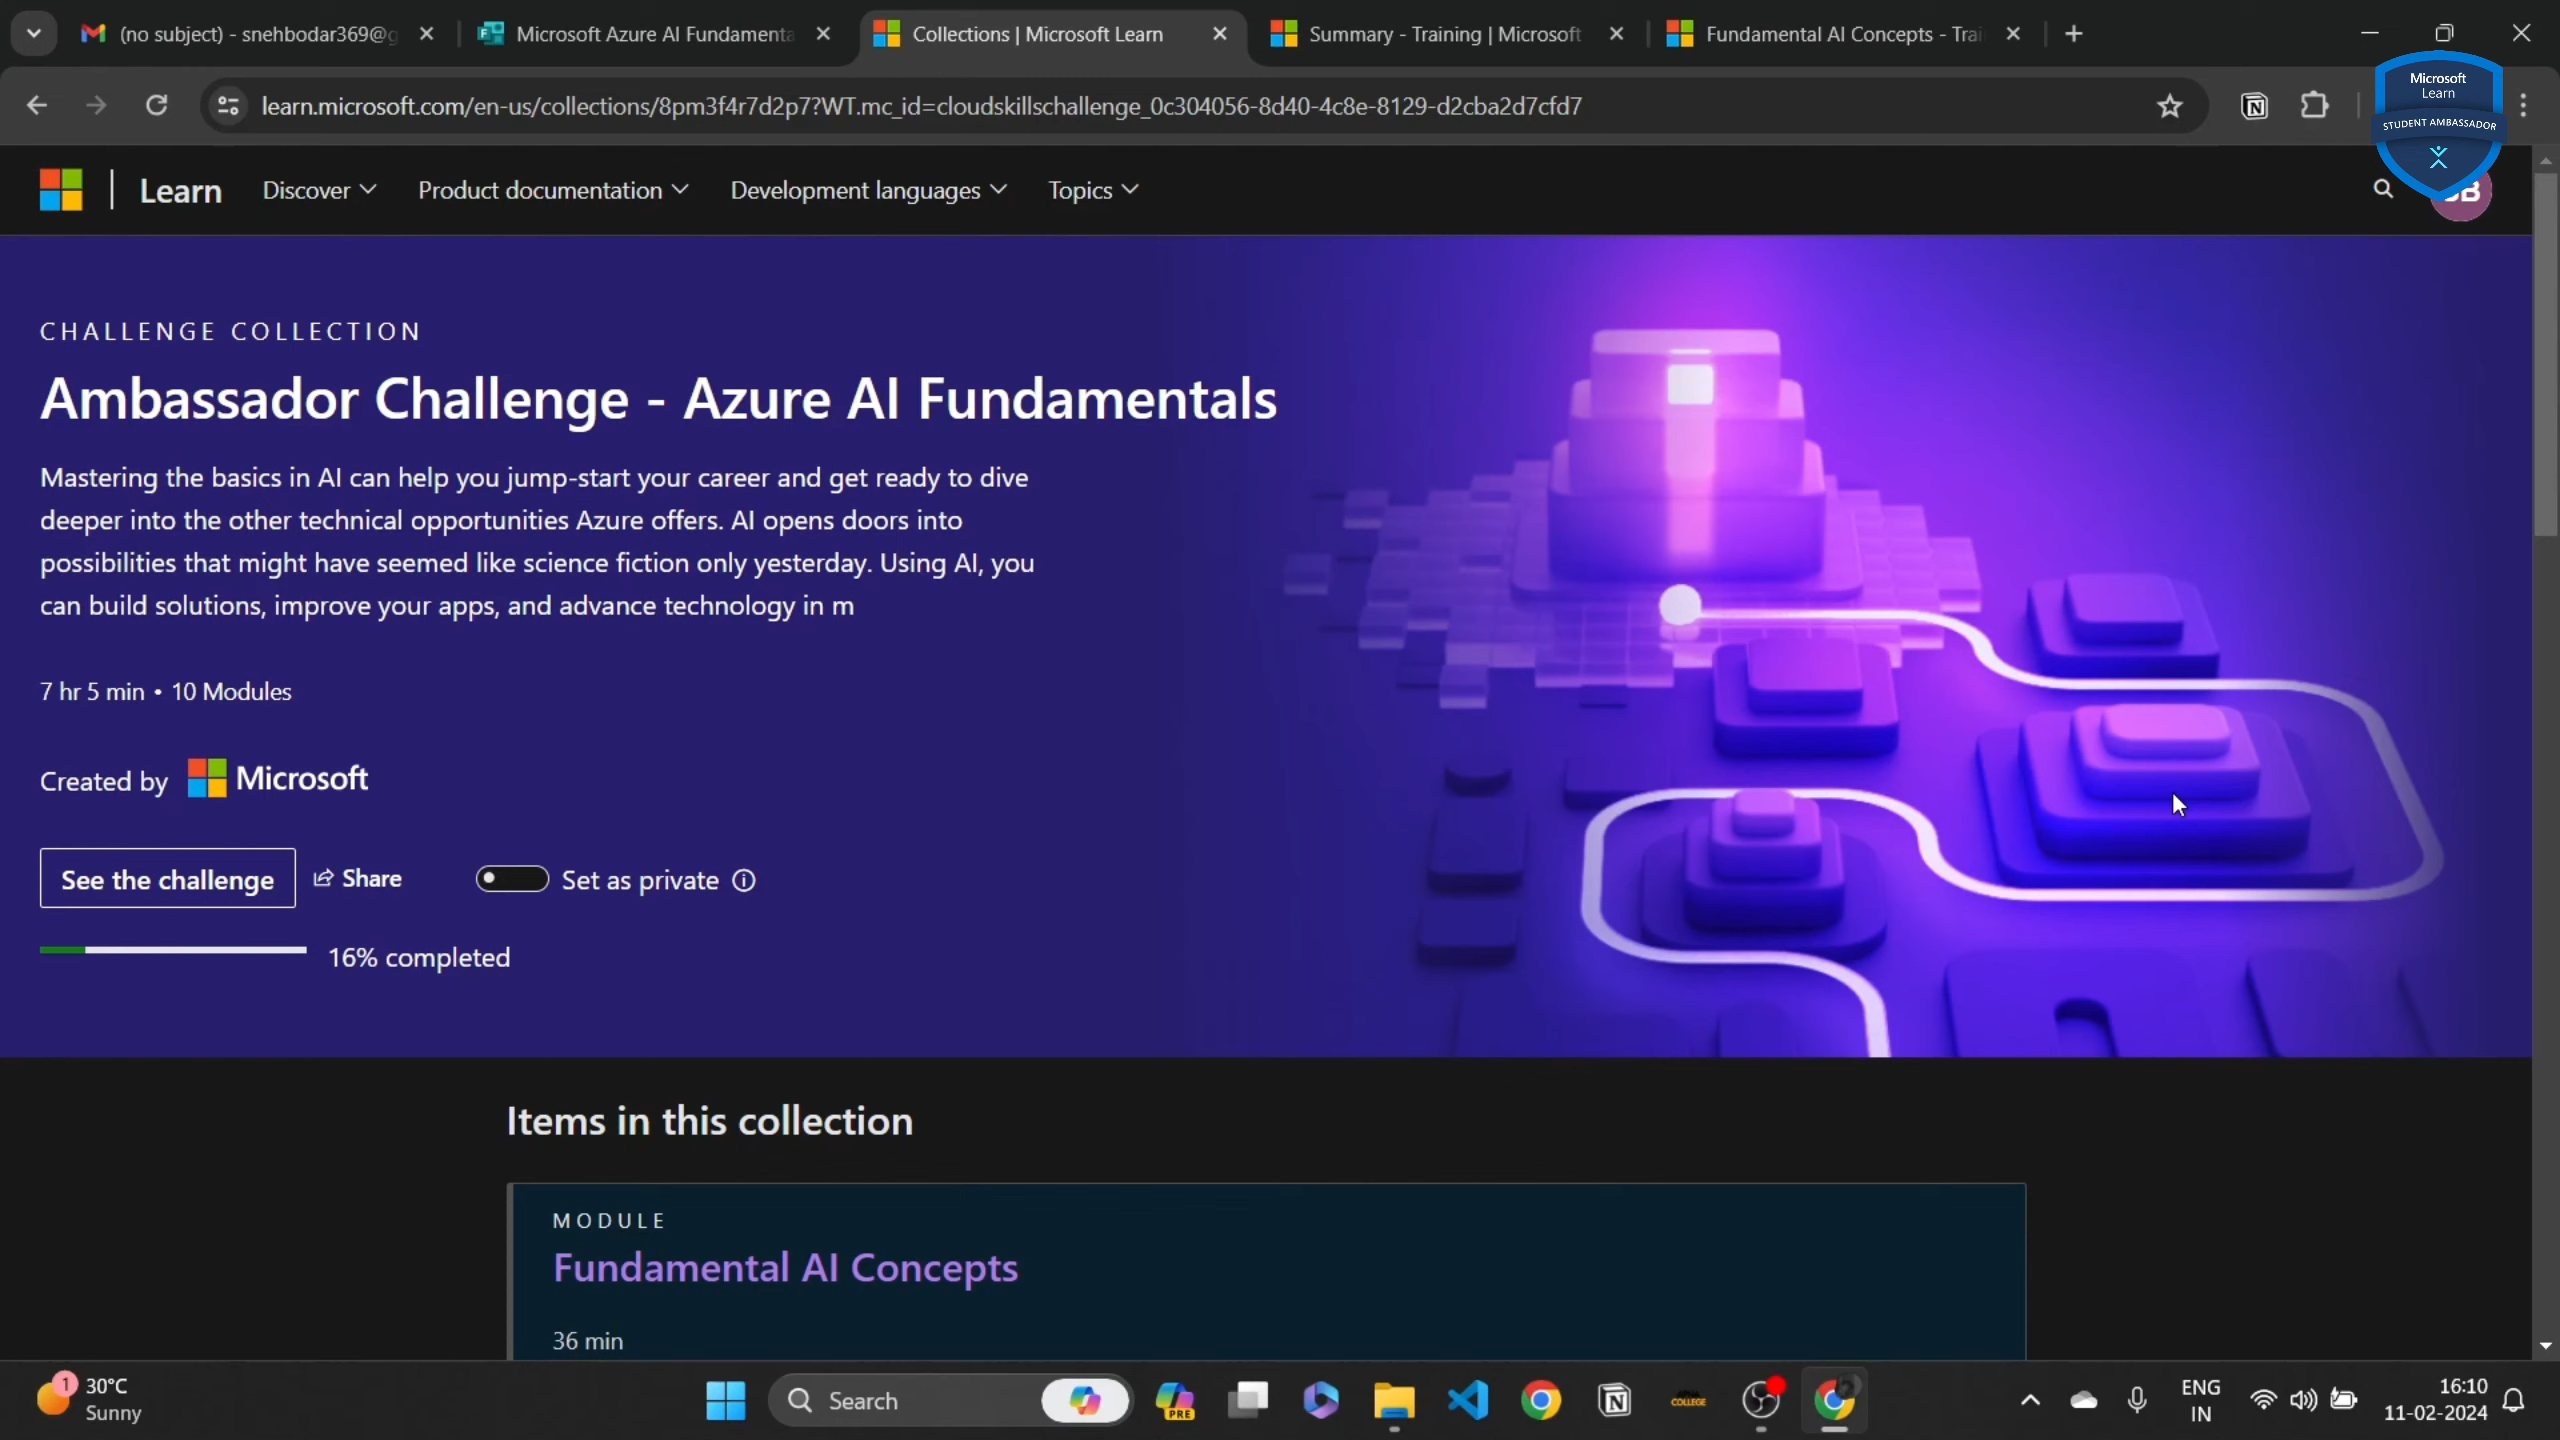 (no subject) - snehbodar369@g
Microsoft Azure AI Fundamenta
Collections | Microsoft Learn
Summary - Training | Microsoft
Fundamental AI Concepts - Trai
learn.microsoft.com/en-us/collections/8pm3f4r7d2p7?WT.mc_id=cloudskillschallenge_0c304056-8d40-4c8e-8129-d2cba2d7cfd7
Microsoft
Learn
STUDENT AMBASSADOR
Learn
Discover
Product documentation
Development languages
Topics
CHALLENGE COLLECTION
Ambassador Challenge - Azure AI Fundamentals
Mastering the basics in AI can help you jump-start your career and get ready to dive
deeper into the other technical opportunities Azure offers. AI opens doors into
possibilities that might have seemed like science fiction only yesterday. Using AI, you
can build solutions, improve your apps, and advance technology in m
7 hr 5 min • 10 Modules
Created by Microsoft
See the challenge
Share
Set as private
16% completed
Items in this collection
MODULE
Fundamental AI Concepts
36 min
1
30°C
Sunny
Search
PRE
COLLEGE
ENG
IN
16:10
11-02-2024